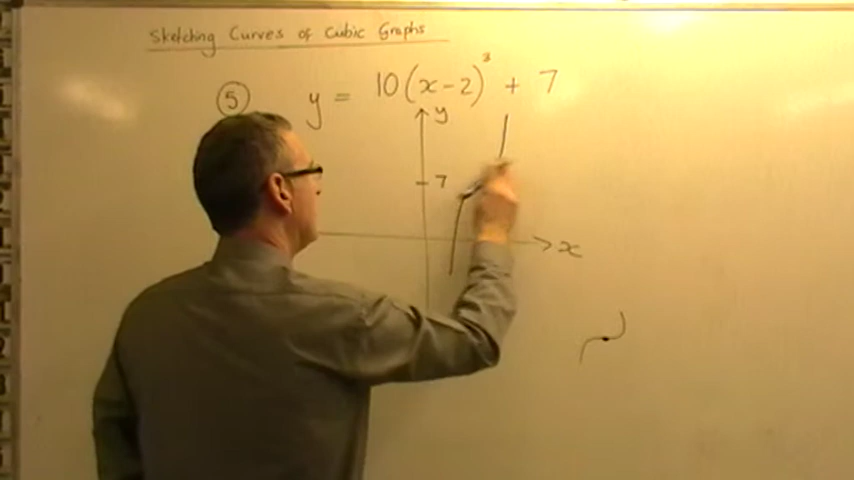 Sketching Curves of Cubic Graphs
⑤ y = 10(x-2)³ + 7
y
7
x